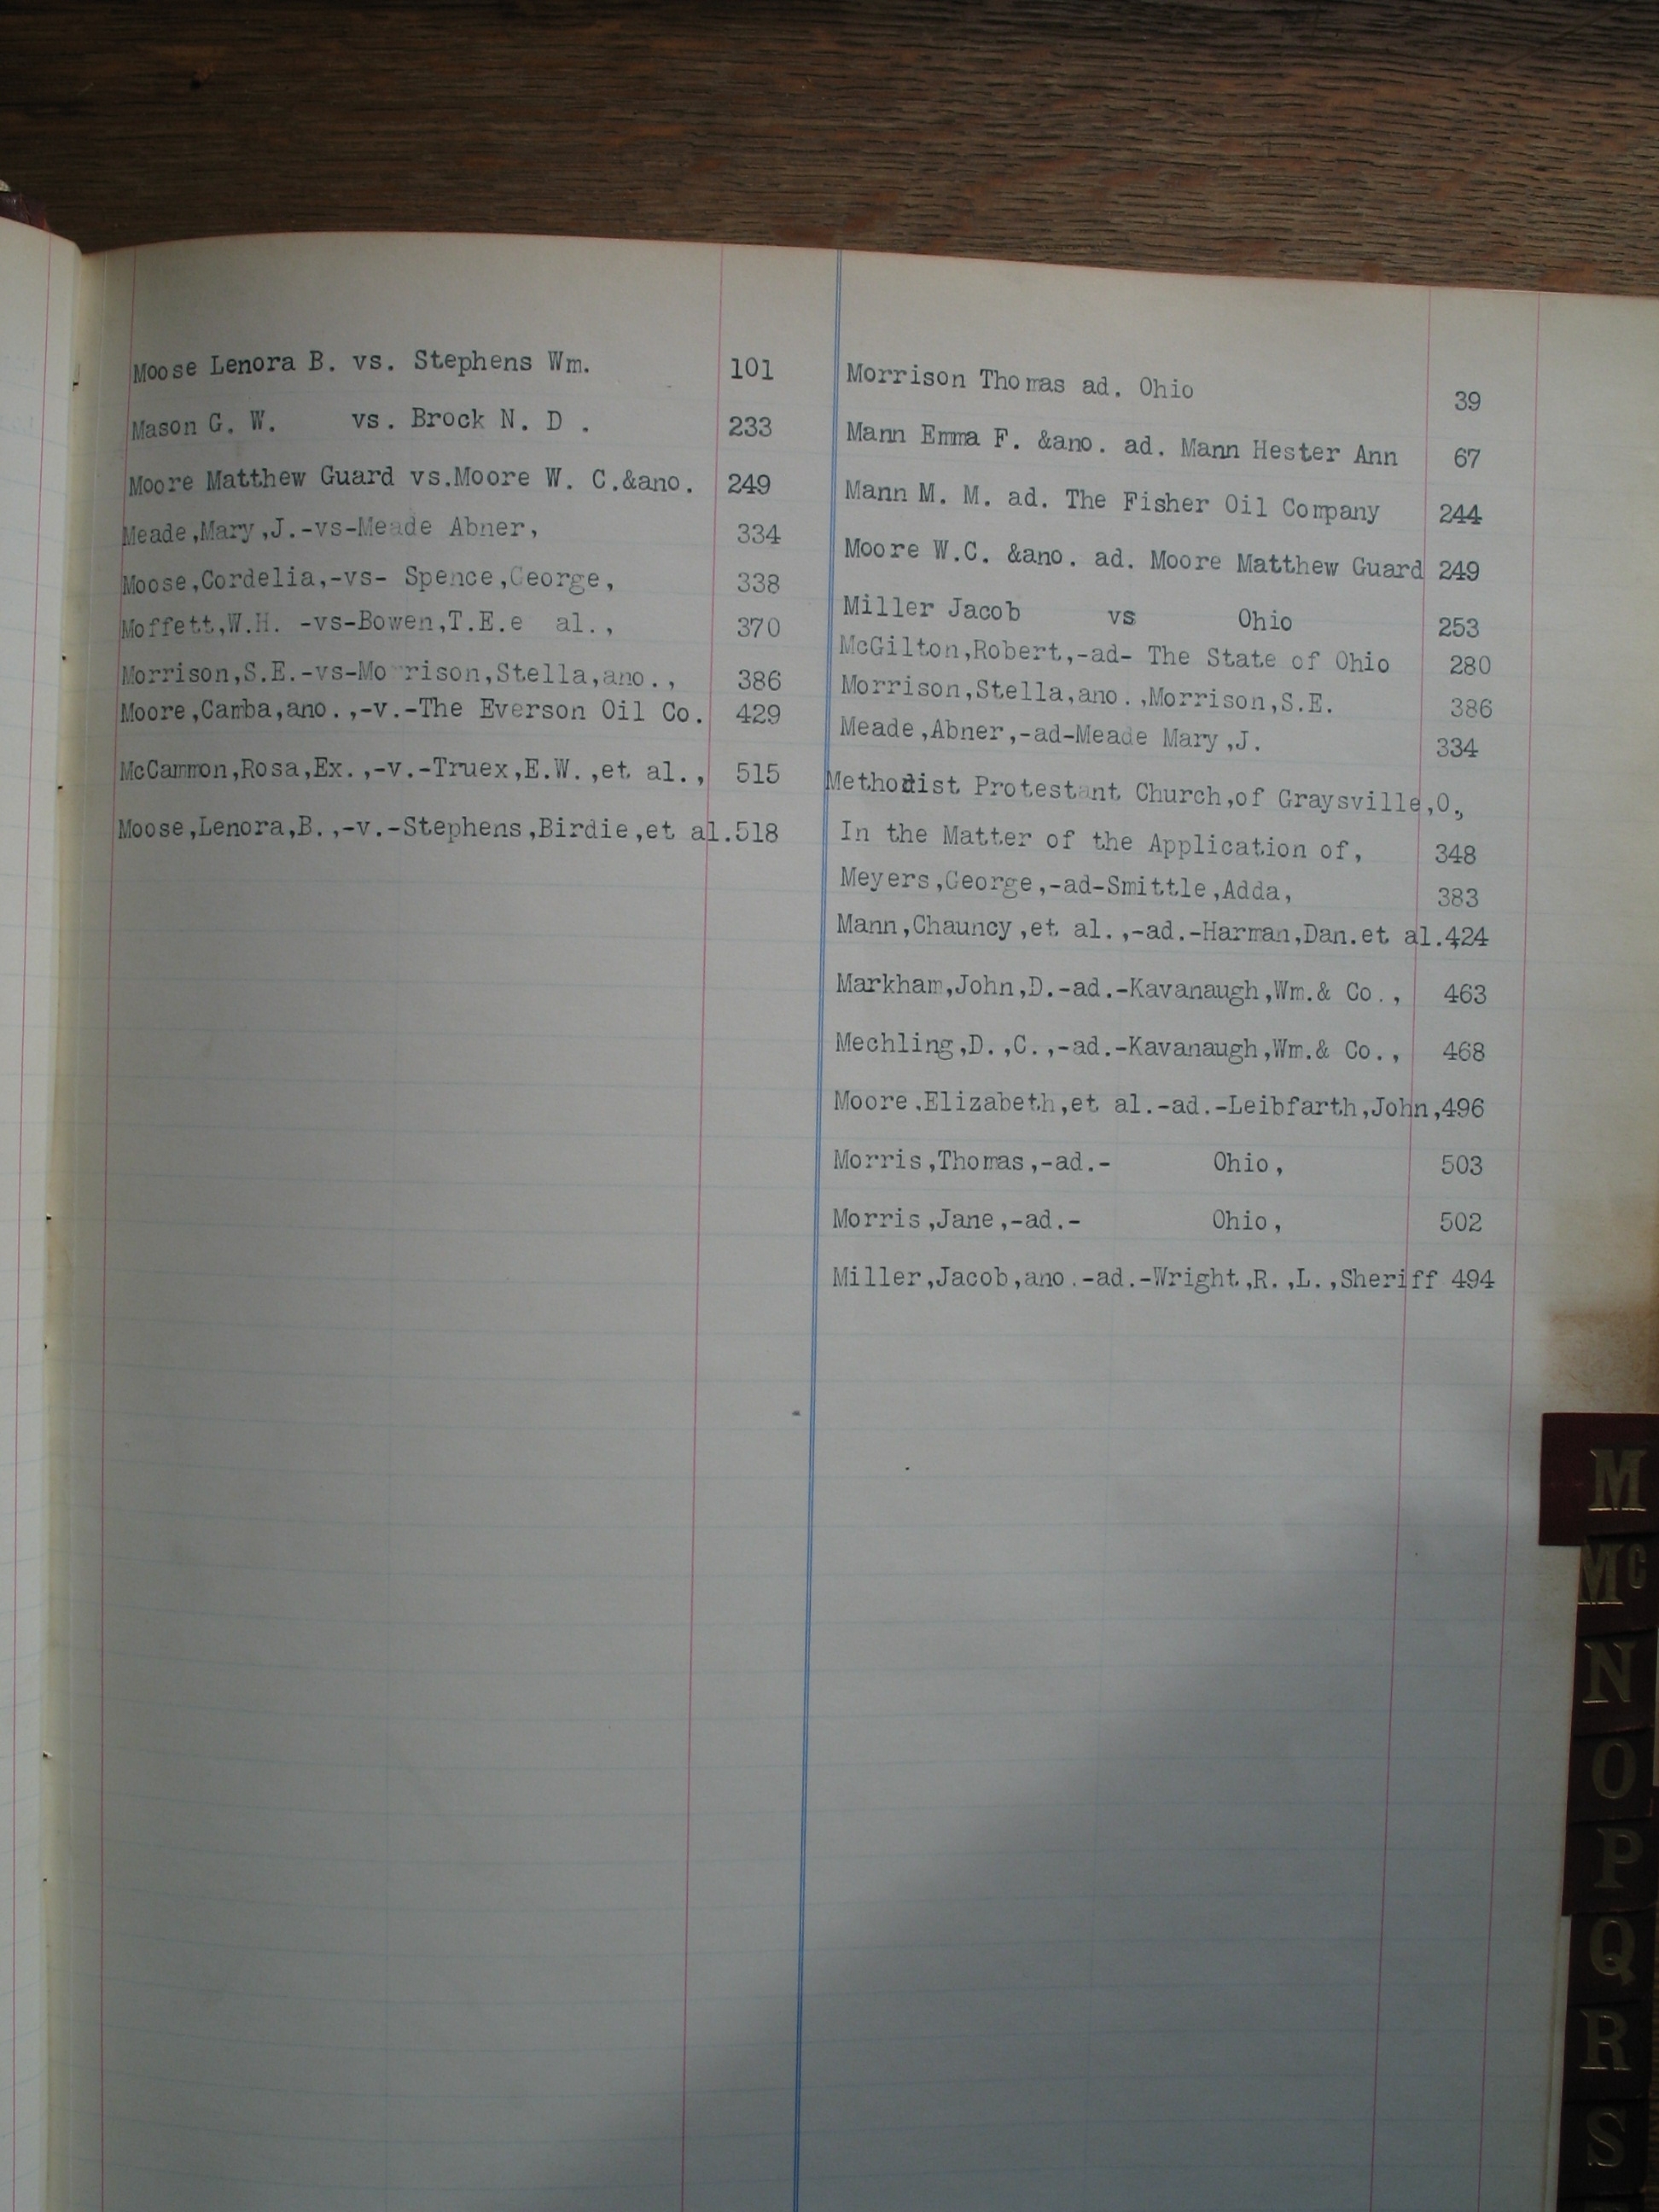 Moose Lenora B. vs. Stephens Wm. 101
Mason G. W. vs. Brock N. D . 233
Moore Matthew Guard vs.Moore W. C.&ano. 249
Meade,Mary,J.-vs-Meade Abner, 334
Moose,Cordelia,-vs- Spence,George, 338
Moffett,W.H. -vs-Bowen,T.E.e al., 370
Morrison,S.E.-vs-Mo rison,Stella,ano., 386
Moore,Camba,ano.,-v.-The Everson Oil Co. 429
McCammon,Rosa,Ex.,-v.-Truex,E.W.,et al., 515
Moose,Lenora,B.,-v.-Stephens,Birdie,et al.518
Morrison Thomas ad. Ohio 39
Mann Emma F. &ano. ad. Mann Hester Ann 67
Mann M. M. ad. The Fisher Oil Company 244
Moore W.C. &ano. ad. Moore Matthew Guard 249
Miller Jacob vs Ohio 253
McGilton,Robert,-ad- The State of Ohio 280
Morrison,Stella,ano.,Morrison,S.E. 386
Meade,Abner,-ad-Meade Mary,J. 334
Methodist Protestant Church,of Graysville,O.,
In the Matter of the Application of, 348
Meyers,George,-ad-Smittle,Adda, 383
Mann,Chauncy,et al.,-ad.-Harman,Dan.et al.424
Markham,John,D.-ad.-Kavanaugh,Wm.& Co., 463
Mechling,D.,C.,-ad.-Kavanaugh,Wm.& Co., 468
Moore,Elizabeth,et al.-ad.-Leibfarth,John,496
Morris,Thomas,-ad.- Ohio, 503
Morris,Jane,-ad.- Ohio, 502
Miller,Jacob,ano.-ad.-Wright,R.,L.,Sheriff 494
M
Mc
N
O
P
Q
R
S